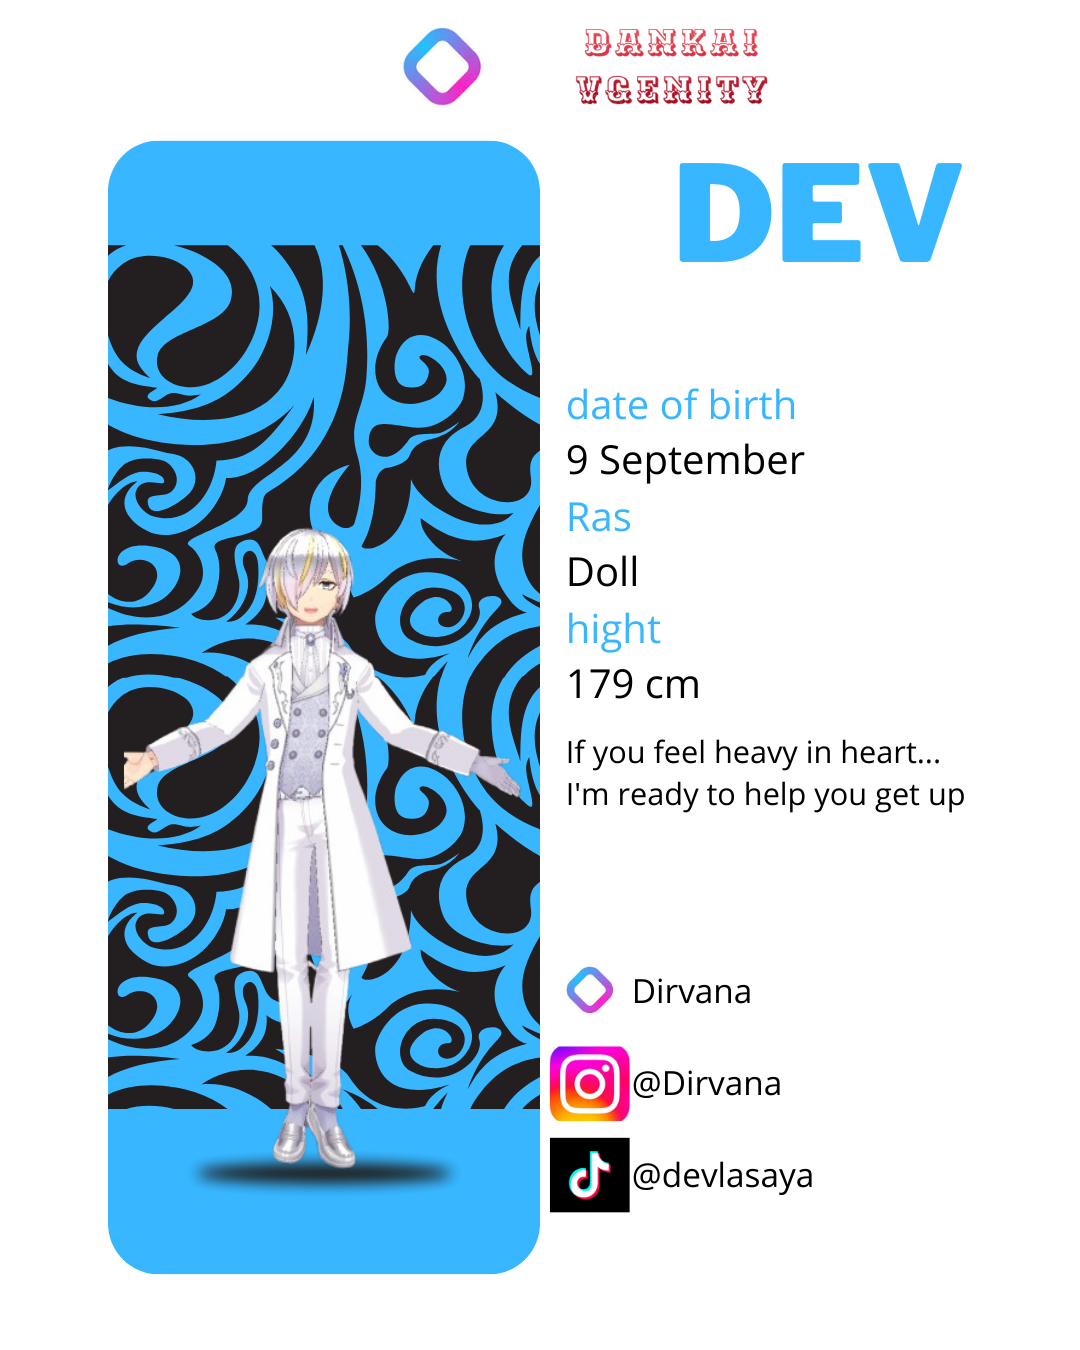 DANKAI
VGENITY
DEV
date of birth
9 September
Ras
Doll
hight
179 cm
If you feel heavy in heart...
I'm ready to help you get up
Dirvana
@Dirvana
@devlasaya